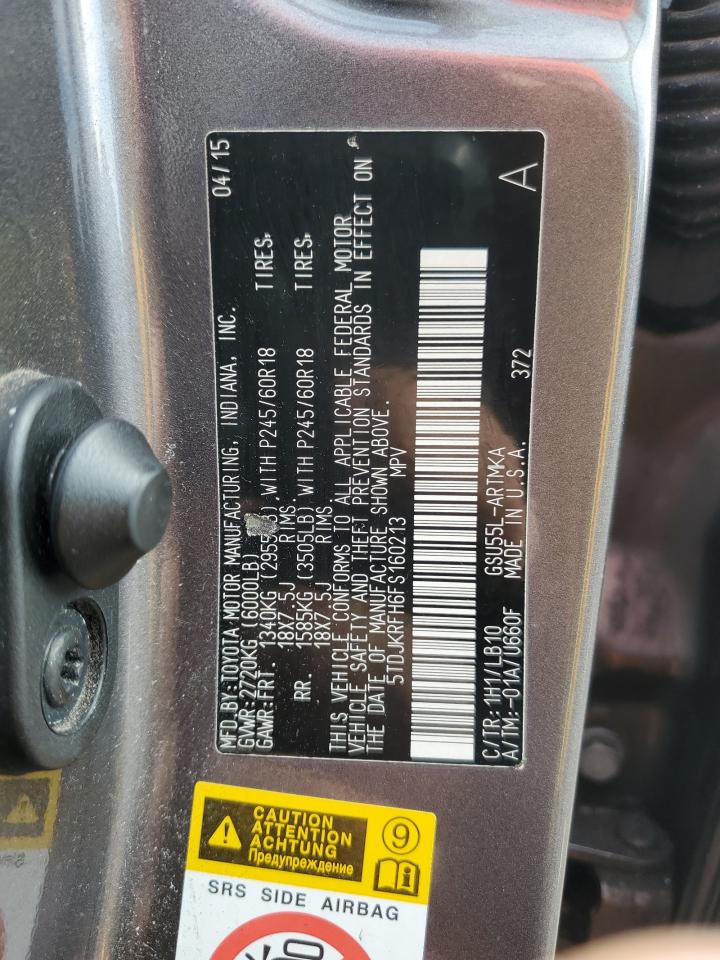 MFD.BY:TOYOTA MOTOR MANUFACTURING, INDIANA, INC. 04/15
GVWR:2720KG (6000LB)
GAWR:FRT. 1340KG WITH P245/60R18 TIRES,
18X7.5J RIMS,
RR. 1585KG (3505LB) WITH P245/60R18 TIRES,
18X7.5J RIMS.
THIS VEHICLE CONFORMS TO ALL APPLICABLE FEDERAL MOTOR
VEHICLE SAFETY AND THEFT PREVENTION STANDARDS IN EFFECT ON
THE DATE OF MANUFACTURE SHOWN ABOVE.
5TDJKRFH6FS160213 MPV
C/TR:1H1/LB10 GSU55L-ARTMKA 372 A
A/TM:-01A/U660F MADE IN U.S.A.
CAUTION
ATTENTION
ACHTUNG
Предупреждение
9
i
SRS SIDE AIRBAG